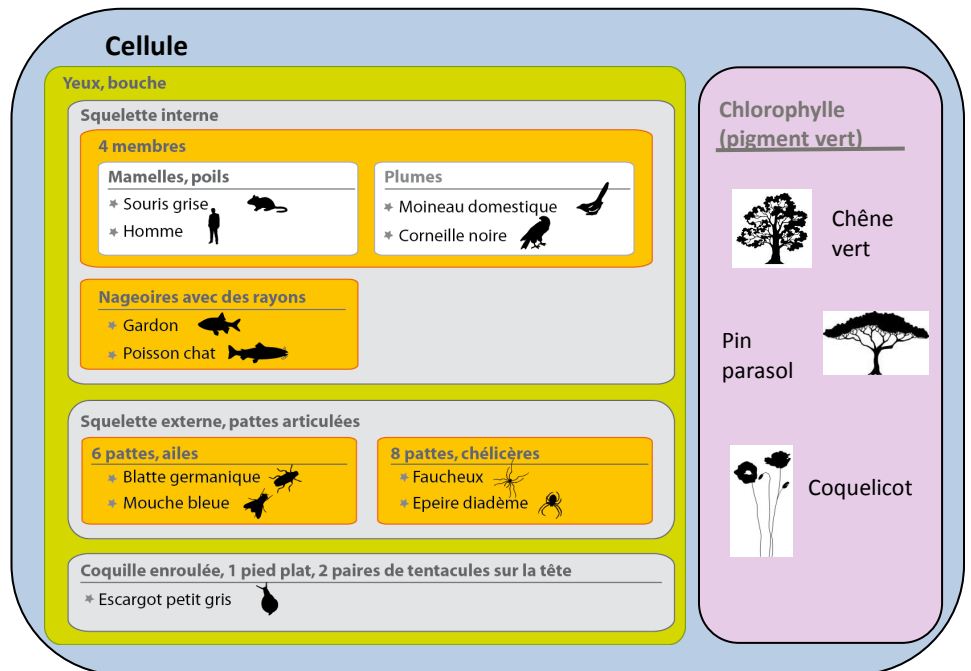 Cellule
Yeux, bouche
Squelette interne
4 membres
Mamelles, poils
Souris grise
Homme
Plumes
Moineau domestique
Corneille noire
Nageoires avec des rayons
Gardon
Poisson chat
Squelette externe, pattes articulées
6 pattes, ailes
Blatte germanique
Mouche bleue
8 pattes, chélicères
Faucheux
Epeire diadème
Coquille enroulée, 1 pied plat, 2 paires de tentacules sur la tête
Escargot petit gris
Chlorophylle
(pigment vert)
Chêne
vert
Pin
parasol
Coquelicot